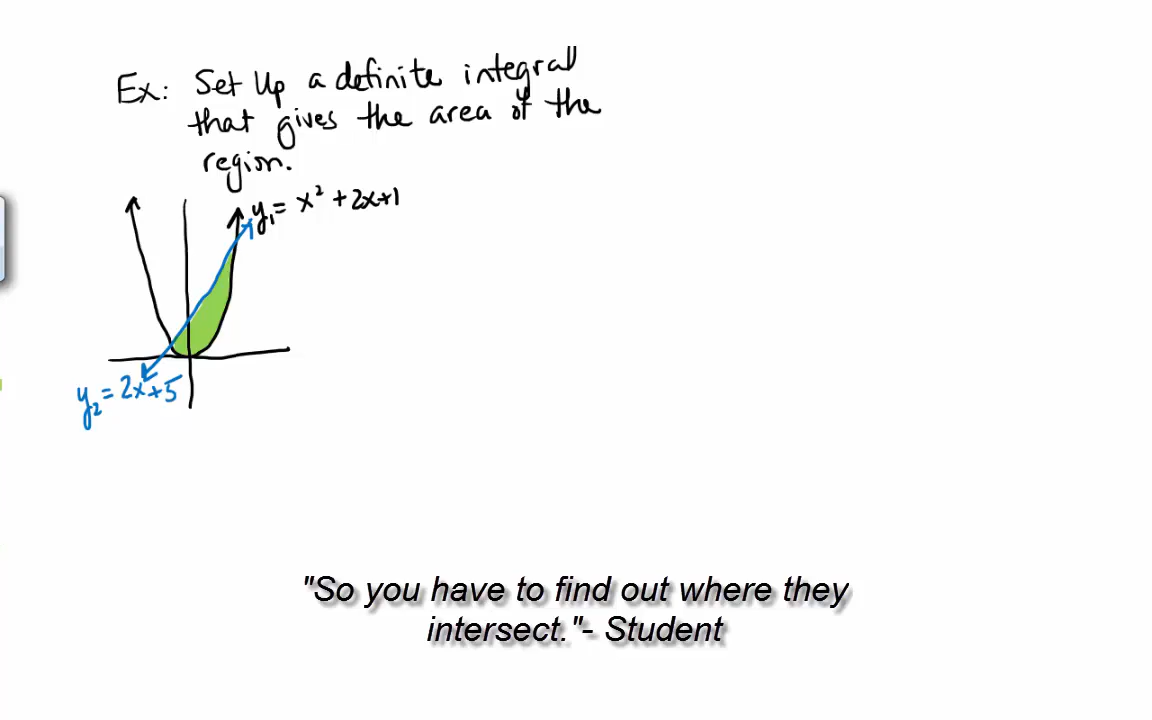 Ex: Set Up a definite integral
that gives the area of the
region.
y₁ = x² + 2x+1
y₂ = 2x+5
"So you have to find out where they
intersect."- Student